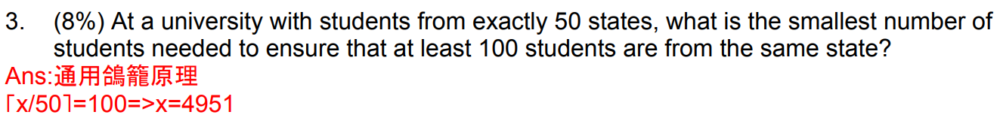 3. (8%) At a university with students from exactly 50 states, what is the smallest number of
students needed to ensure that at least 100 students are from the same state?
Ans:通用鴿籠原理
⌈x/50⌉=100=>x=4951